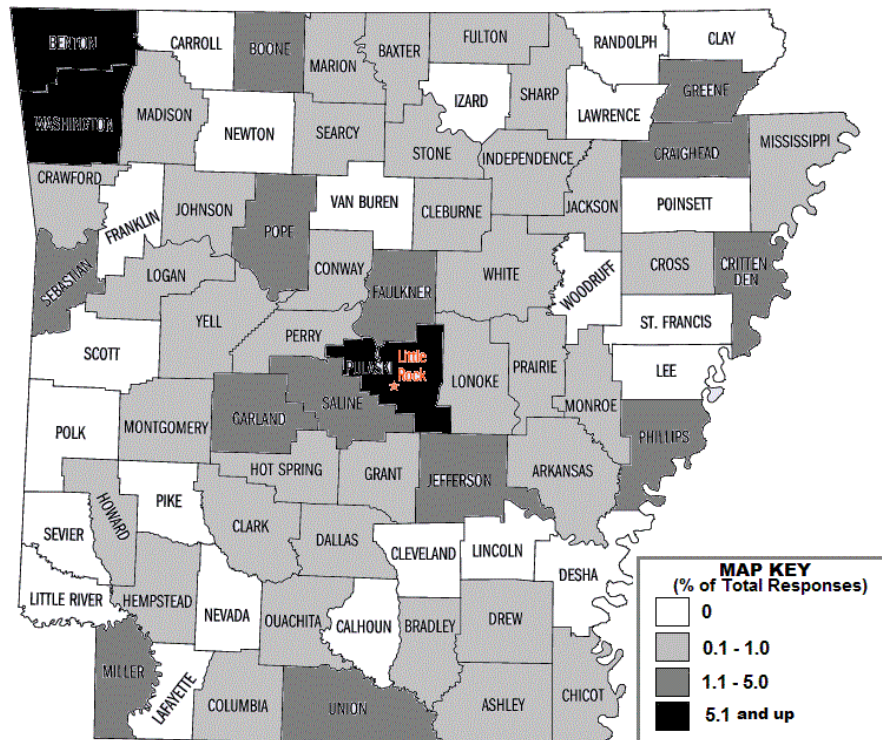 BENTON
CARROLL
BOONE
MARION
BAXTER
FULTON
RANDOLPH
CLAY
IZARD
SHARP
LAWRENCE
GREENE
WASHINGTON
MADISON
NEWTON
SEARCY
STONE
INDEPENDENCE
CRAIGHEAD
MISSISSIPPI
CRAWFORD
FRANKLIN
JOHNSON
POPE
VAN BUREN
CLEBURNE
JACKSON
POINSETT
SEBASTIAN
LOGAN
CONWAY
FAULKNER
WHITE
WOODRUFF
CROSS
CRITTEN
DEN
SCOTT
YELL
PERRY
PULASKI
Little
Rock
LONOKE
PRAIRIE
ST. FRANCIS
LEE
MONROE
PHILLIPS
POLK
MONTGOMERY
GARLAND
SALINE
HOT SPRING
GRANT
JEFFERSON
ARKANSAS
HOWARD
PIKE
CLARK
DALLAS
CLEVELAND
LINCOLN
DESHA
SEVIER
LITTLE RIVER
HEMPSTEAD
NEVADA
OUACHITA
CALHOUN
BRADLEY
DREW
MILLER
LAFAYETTE
COLUMBIA
UNION
ASHLEY
CHICOT
MAP KEY
(% of Total Responses)
0
0.1 - 1.0
1.1 - 5.0
5.1 and up